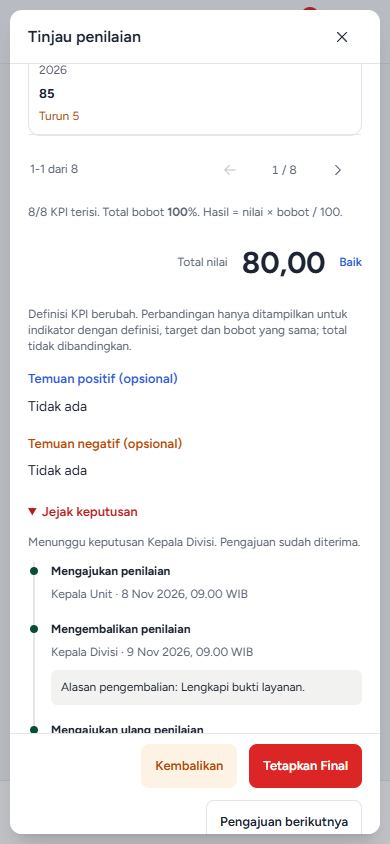 Tinjau penilaian
2026
85
Turun 5
1-1 dari 8
1 / 8
8/8 KPI terisi. Total bobot 100%. Hasil = nilai × bobot / 100.
Total nilai 80,00 Baik
Definisi KPI berubah. Perbandingan hanya ditampilkan untuk
indikator dengan definisi, target dan bobot yang sama; total
tidak dibandingkan.
Temuan positif (opsional)
Tidak ada
Temuan negatif (opsional)
Tidak ada
Jejak keputusan
Menunggu keputusan Kepala Divisi. Pengajuan sudah diterima.
Mengajukan penilaian
Kepala Unit · 8 Nov 2026, 09.00 WIB
Mengembalikan penilaian
Kepala Divisi · 9 Nov 2026, 09.00 WIB
Alasan pengembalian: Lengkapi bukti layanan.
Mengajukan ulang penilaian
Kembalikan
Tetapkan Final
Pengajuan berikutnya